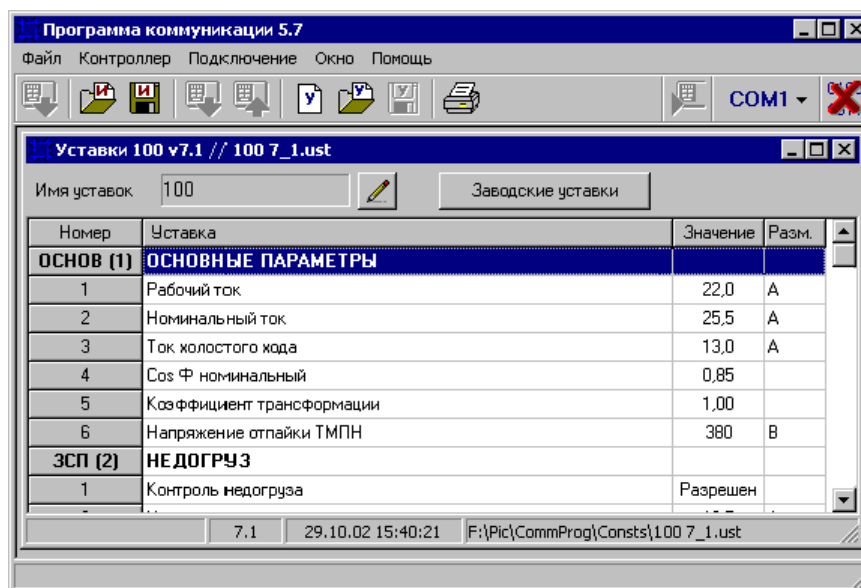 Программа коммуникации 5.7
Файл Контроллер Подключение Окно Помощь
И И У У У COM1
Уставки 100 v7.1 // 100 7_1.ust
Имя уставок 100 Заводские уставки
Номер Уставка Значение Разм.
ОСНОВ (1) ОСНОВНЫЕ ПАРАМЕТРЫ
1 Рабочий ток 22,0 А
2 Номинальный ток 25,5 А
3 Ток холостого хода 13,0 А
4 Cos Ф номинальный 0,85
5 Коэффициент трансформации 1,00
6 Напряжение отпайки ТМПН 380 В
ЗСП (2) НЕДОГРУЗ
1 Контроль недогруза Разрешен
7.1 29.10.02 15:40:21 F:\Pic\CommProg\Consts\100 7_1.ust